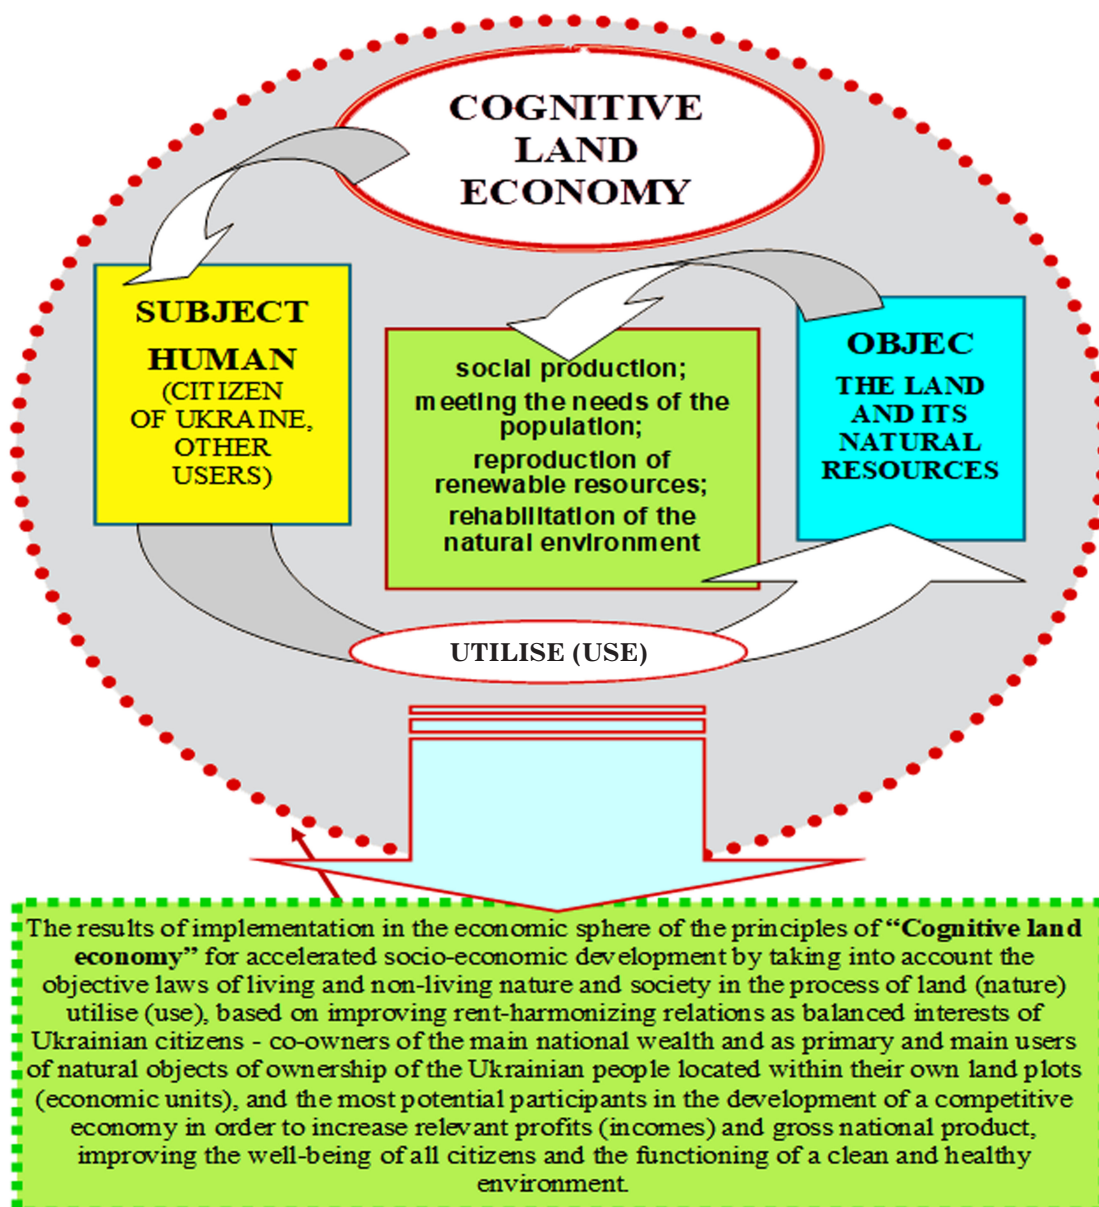 COGNITIVE
LAND
ECONOMY
SUBJECT
HUMAN
(CITIZEN
OF UKRAINE,
OTHER
USERS)
social production;
meeting the needs of the
population;
reproduction of
renewable resources;
rehabilitation of the
natural environment
OBJEC
THE LAND
AND ITS
NATURAL
RESOURCES
UTILISE (USE)
The results of implementation in the economic sphere of the principles of “Cognitive land
economy” for accelerated socio-economic development by taking into account the
objective laws of living and non-living nature and society in the process of land (nature)
utilise (use), based on improving rent-harmonizing relations as balanced interests of
Ukrainian citizens - co-owners of the main national wealth and as primary and main users
of natural objects of ownership of the Ukrainian people located within their own land plots
(economic units), and the most potential participants in the development of a competitive
economy in order to increase relevant profits (incomes) and gross national product,
improving the well-being of all citizens and the functioning of a clean and healthy
environment.